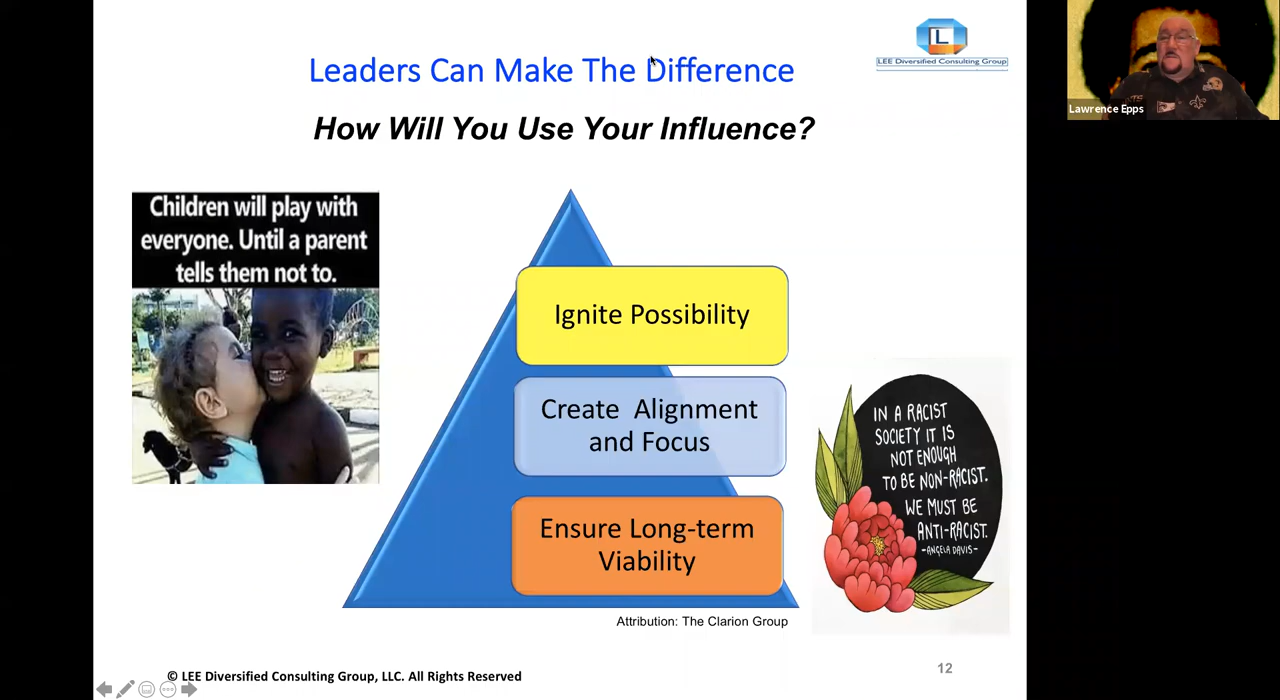 Leaders Can Make The Difference
L
LEE Diversified Consulting Group
Lawrence Epps
How Will You Use Your Influence?
Children will play with
everyone. Until a parent
tells them not to.
Ignite Possibility
Create Alignment
and Focus
Ensure Long-term
Viability
IN A RACIST
SOCIETY IT IS
NOT ENOUGH
TO BE NON-RACIST.
WE MUST BE
ANTI-RACIST.
-ANGELA DAVIS-
Attribution: The Clarion Group
© LEE Diversified Consulting Group, LLC. All Rights Reserved
12